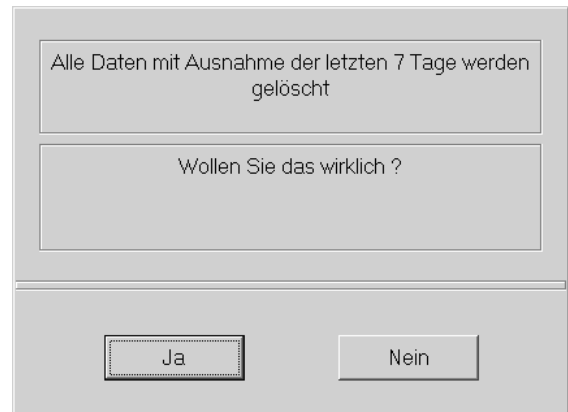 Alle Daten mit Ausnahme der letzten 7 Tage werden
gelöscht
Wollen Sie das wirklich ?
Ja
Nein